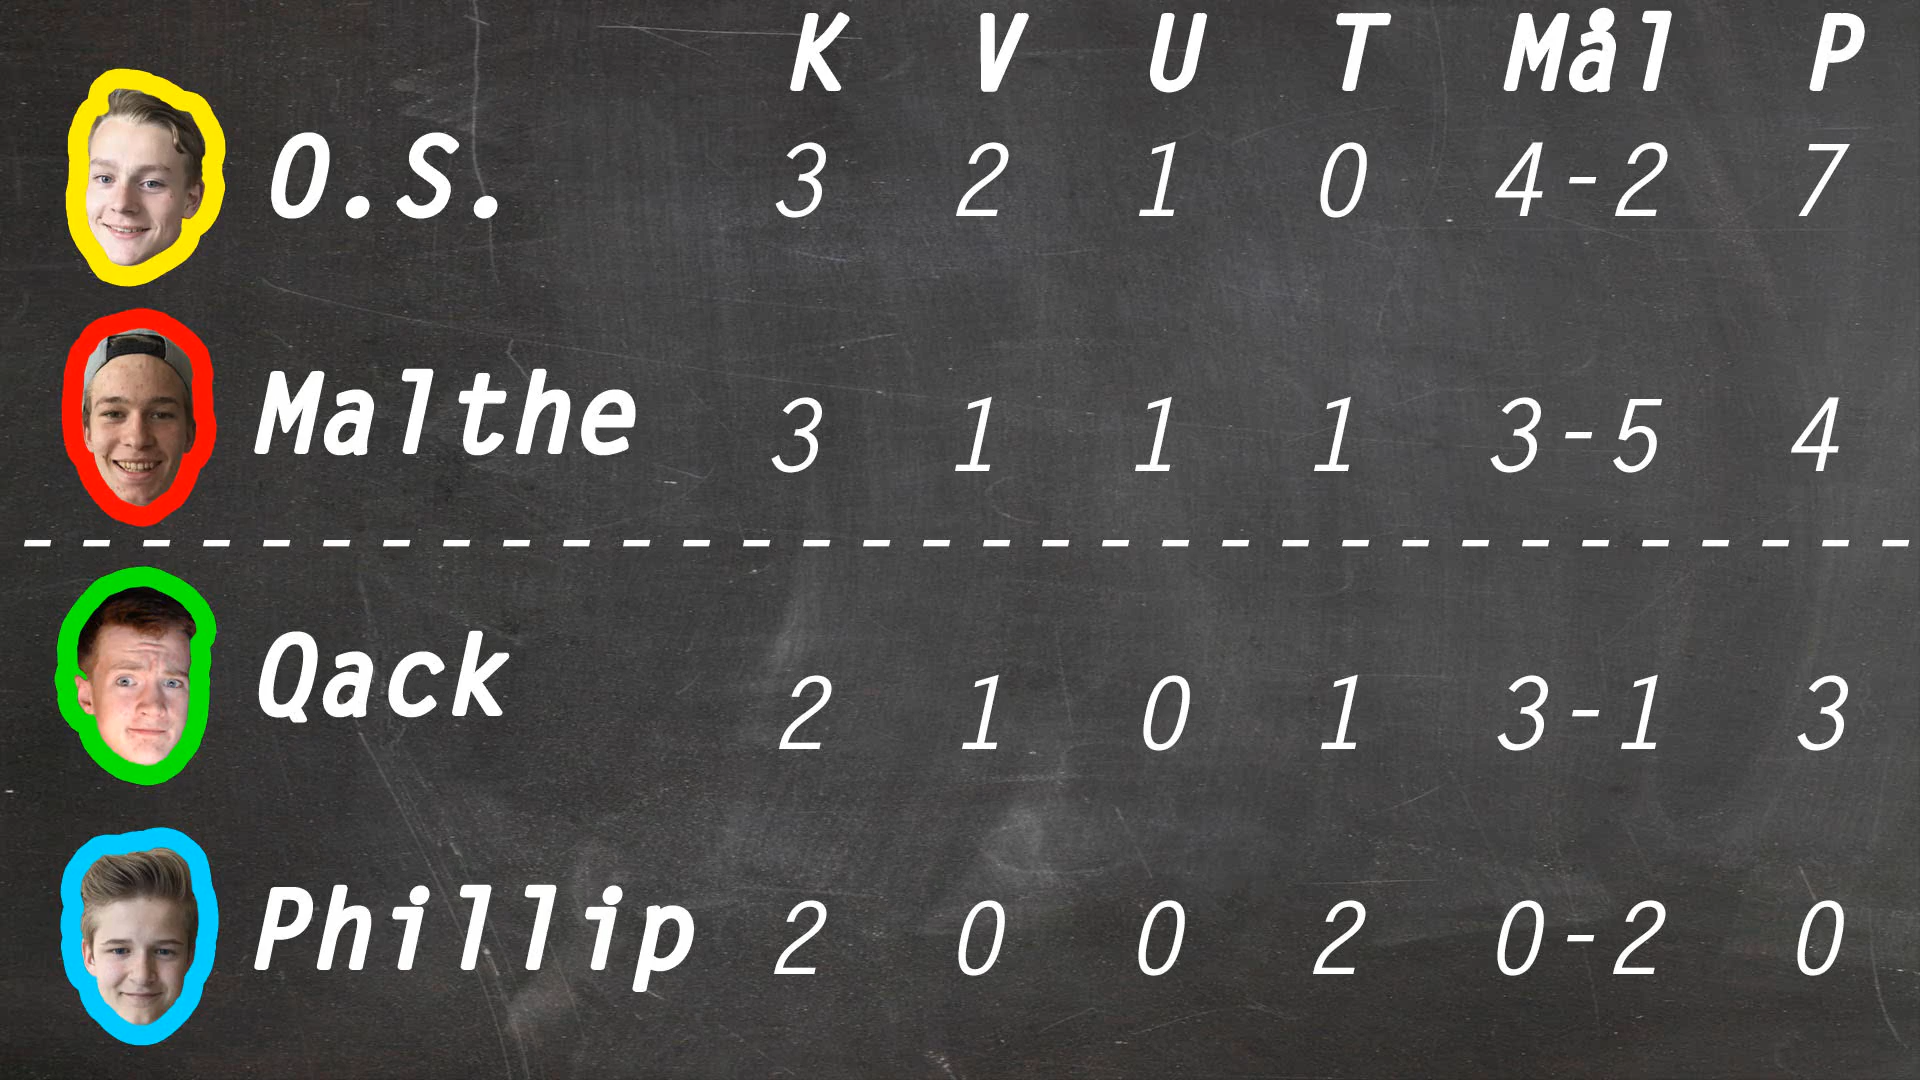 K V U T Mål P
O.S. 3 2 1 0 4-2 7
Malthe 3 1 1 1 3-5 4
Qack 2 1 0 1 3-1 3
Phillip 2 0 0 2 0-2 0